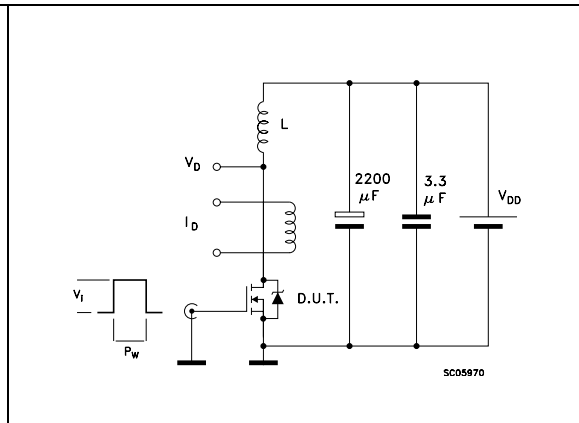 L
V_D
2200
μF
3.3
μF
V_DD
I_D
V_i
D.U.T.
P_W
SC05970